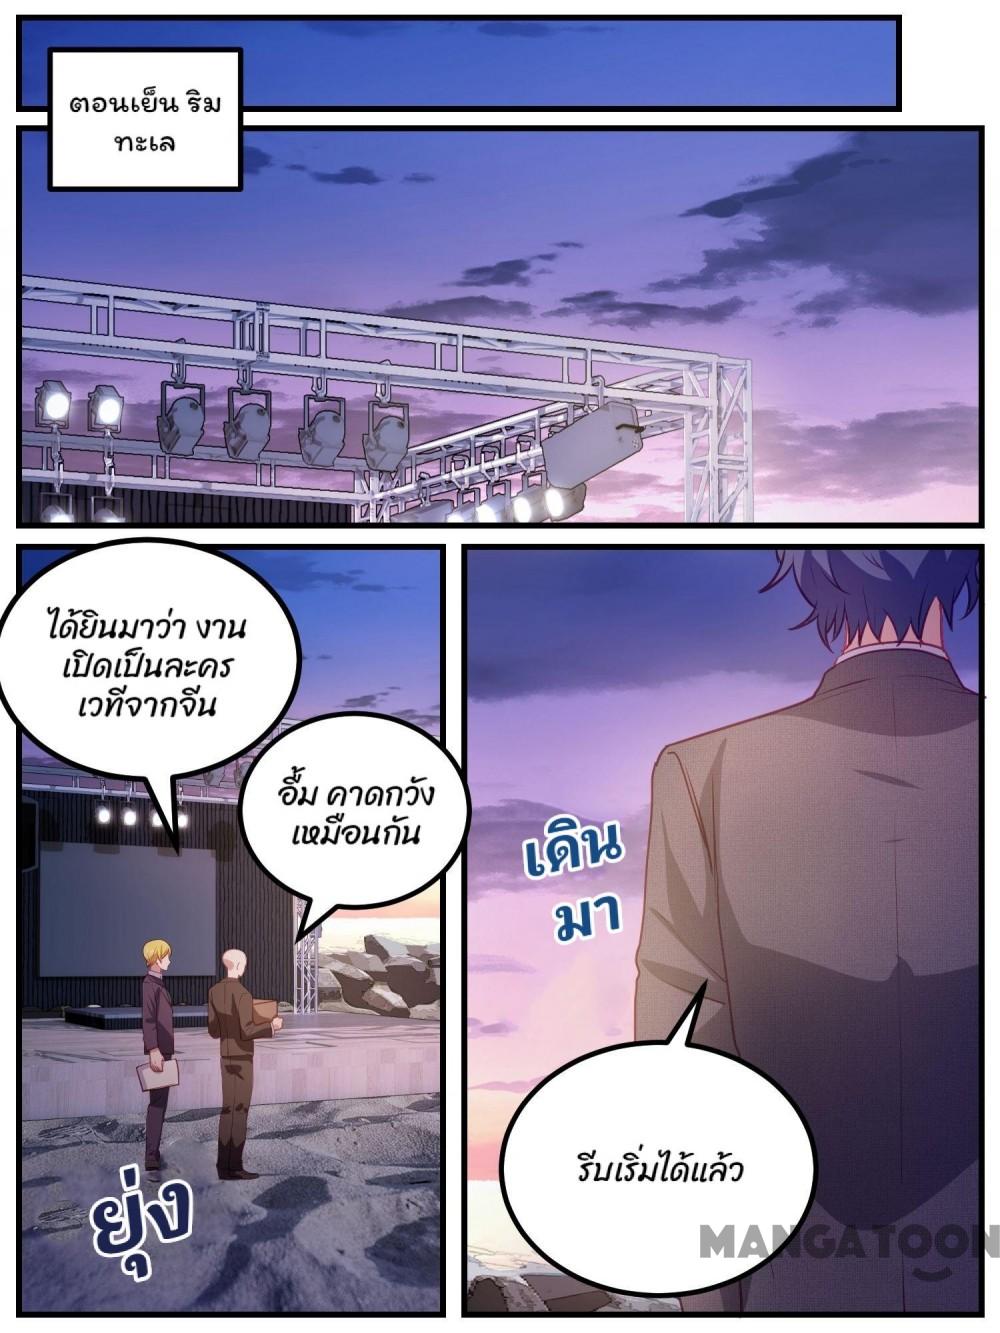 ตอนเย็น ริม
ทะเล
ได้ยินมาว่า งาน
เปิดเป็นละคร
เวทีจากจีน
อื้ม คาดกวัง
เหมือนกัน
ยุ่ง
เดิน
มา
รีบเริ่มได้แล้ว
MANGATOON